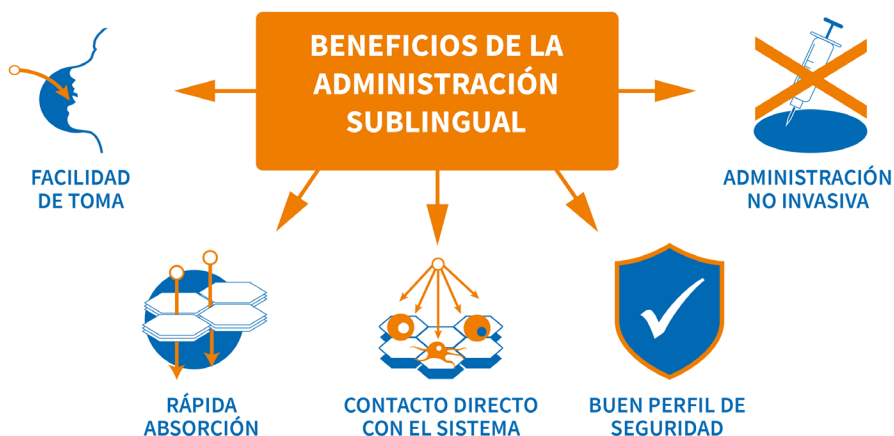 BENEFICIOS DE LA
ADMINISTRACIÓN
SUBLINGUAL
FACILIDAD
DE TOMA
ADMINISTRACIÓN
NO INVASIVA
RÁPIDA
ABSORCIÓN
CONTACTO DIRECTO
CON EL SISTEMA
BUEN PERFIL DE
SEGURIDAD